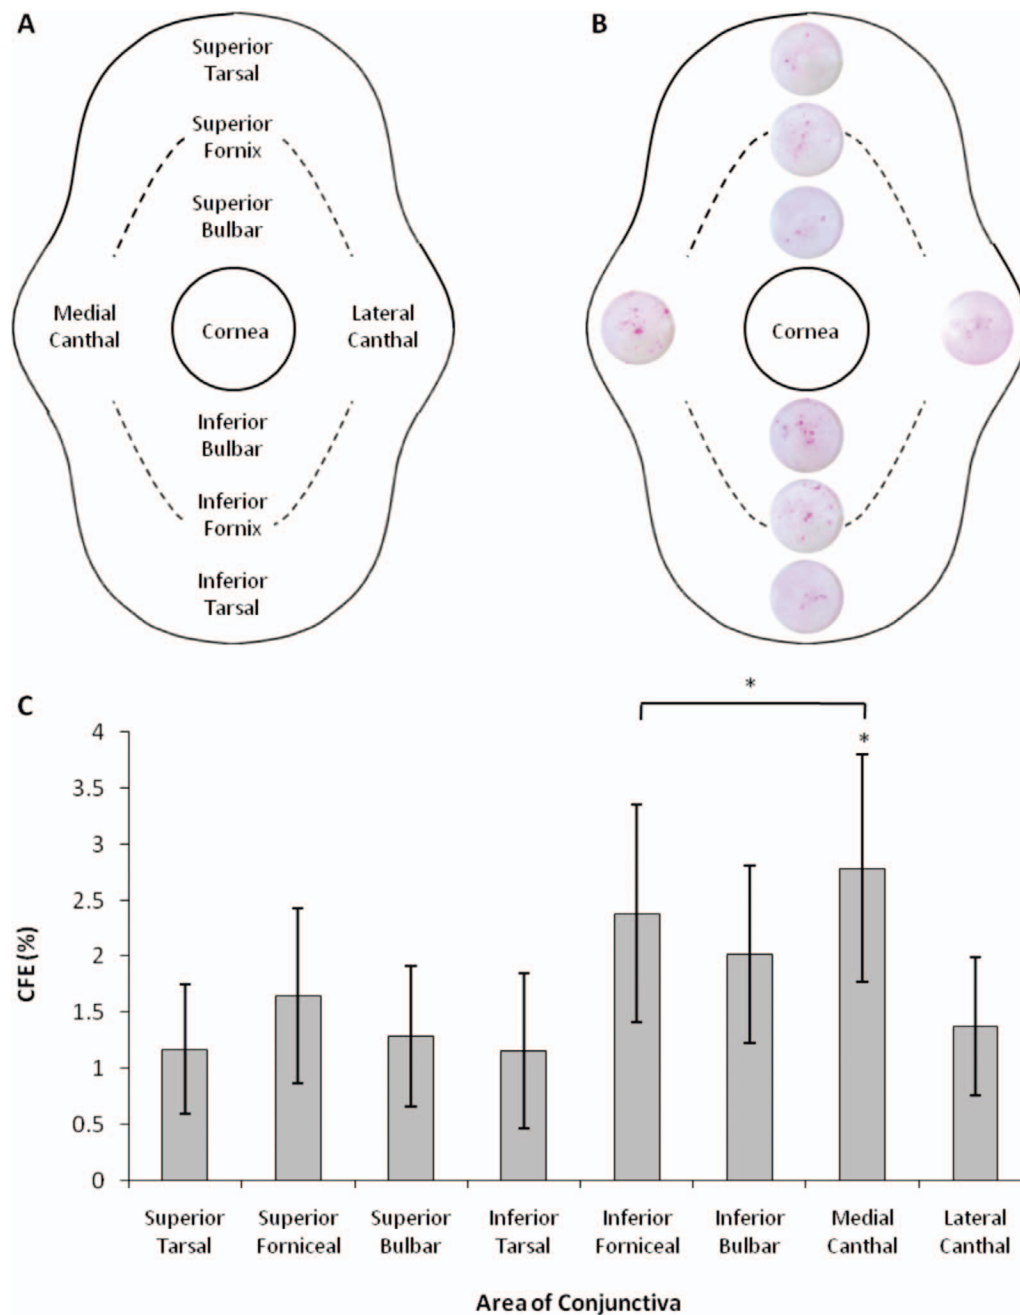 A
Superior
Tarsal
Superior
Fornix
Superior
Bulbar
Medial
Canthal
Cornea
Lateral
Canthal
Inferior
Bulbar
Inferior
Fornix
Inferior
Tarsal
B
Cornea
C
*
*
4
3.5
3
2.5
2
1.5
1
0.5
0
CFE (%)
Superior
Tarsal
Superior
Forniceal
Superior
Bulbar
Inferior
Tarsal
Inferior
Forniceal
Inferior
Bulbar
Medial
Canthal
Lateral
Canthal
Area of Conjunctiva